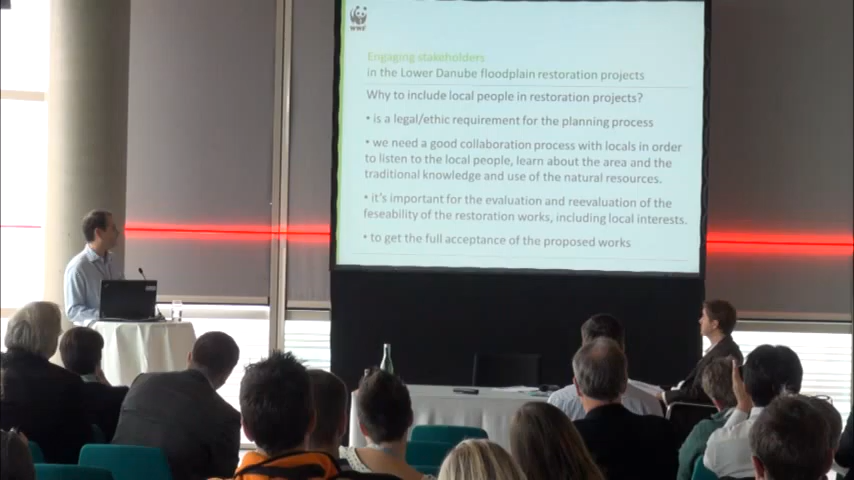 WWF
Engaging stakeholders
in the Lower Danube floodplain restoration projects
Why to include local people in restoration projects?
• is a legal/ethic requirement for the planning process
• we need a good collaboration process with locals in order
to listen to the local people, learn about the area and the
traditional knowledge and use of the natural resources.
• it's important for the evaluation and reevaluation of the
feseability of the restoration works, including local interests.
• to get the full acceptance of the proposed works